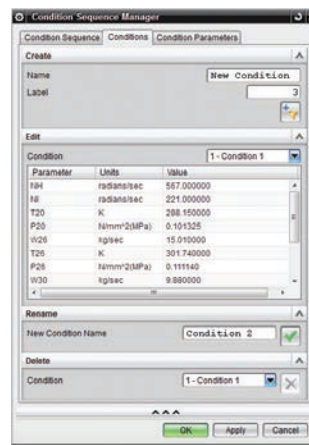 Condition Sequence Manager
Condition Sequence Conditions Condition Parameters
Create
Name New Condition
Label 3
Edit
Condition 1 - Condition 1
Parameter Units Value
NH radians/sec 567.000000
NI radians/sec 221.000000
T20 K 288.150000
P20 N/mm^2(MPa) 0.101325
W26 kg/sec 15.010000
T26 K 301.740000
P26 N/mm^2(MPa) 0.111140
W30 kg/sec 9.880000
Rename
New Condition Name Condition 2
Delete
Condition 1 - Condition 1
OK Apply Cancel